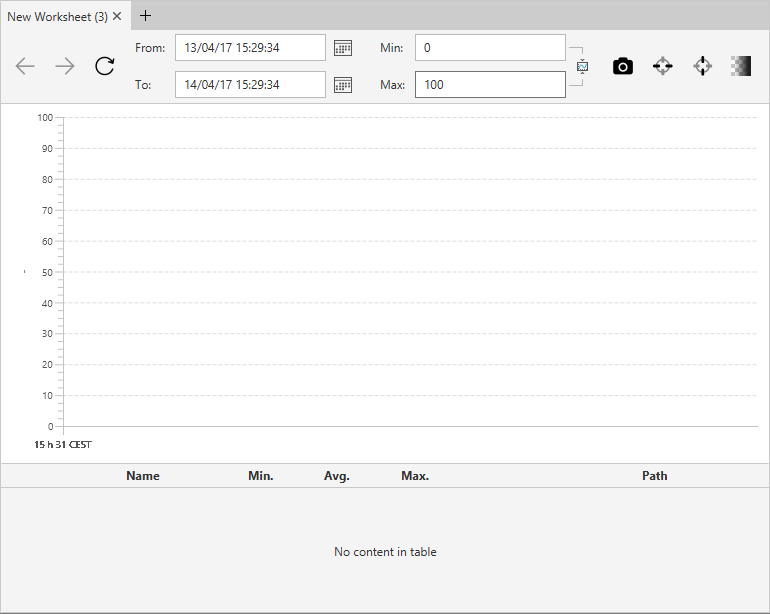 New Worksheet (3)
From: 13/04/17 15:29:34 Min: 0
To: 14/04/17 15:29:34 Max: 100
100
90
80
70
60
50
40
30
20
10
0
15 h 31 CEST
Name Min. Avg. Max. Path
No content in table